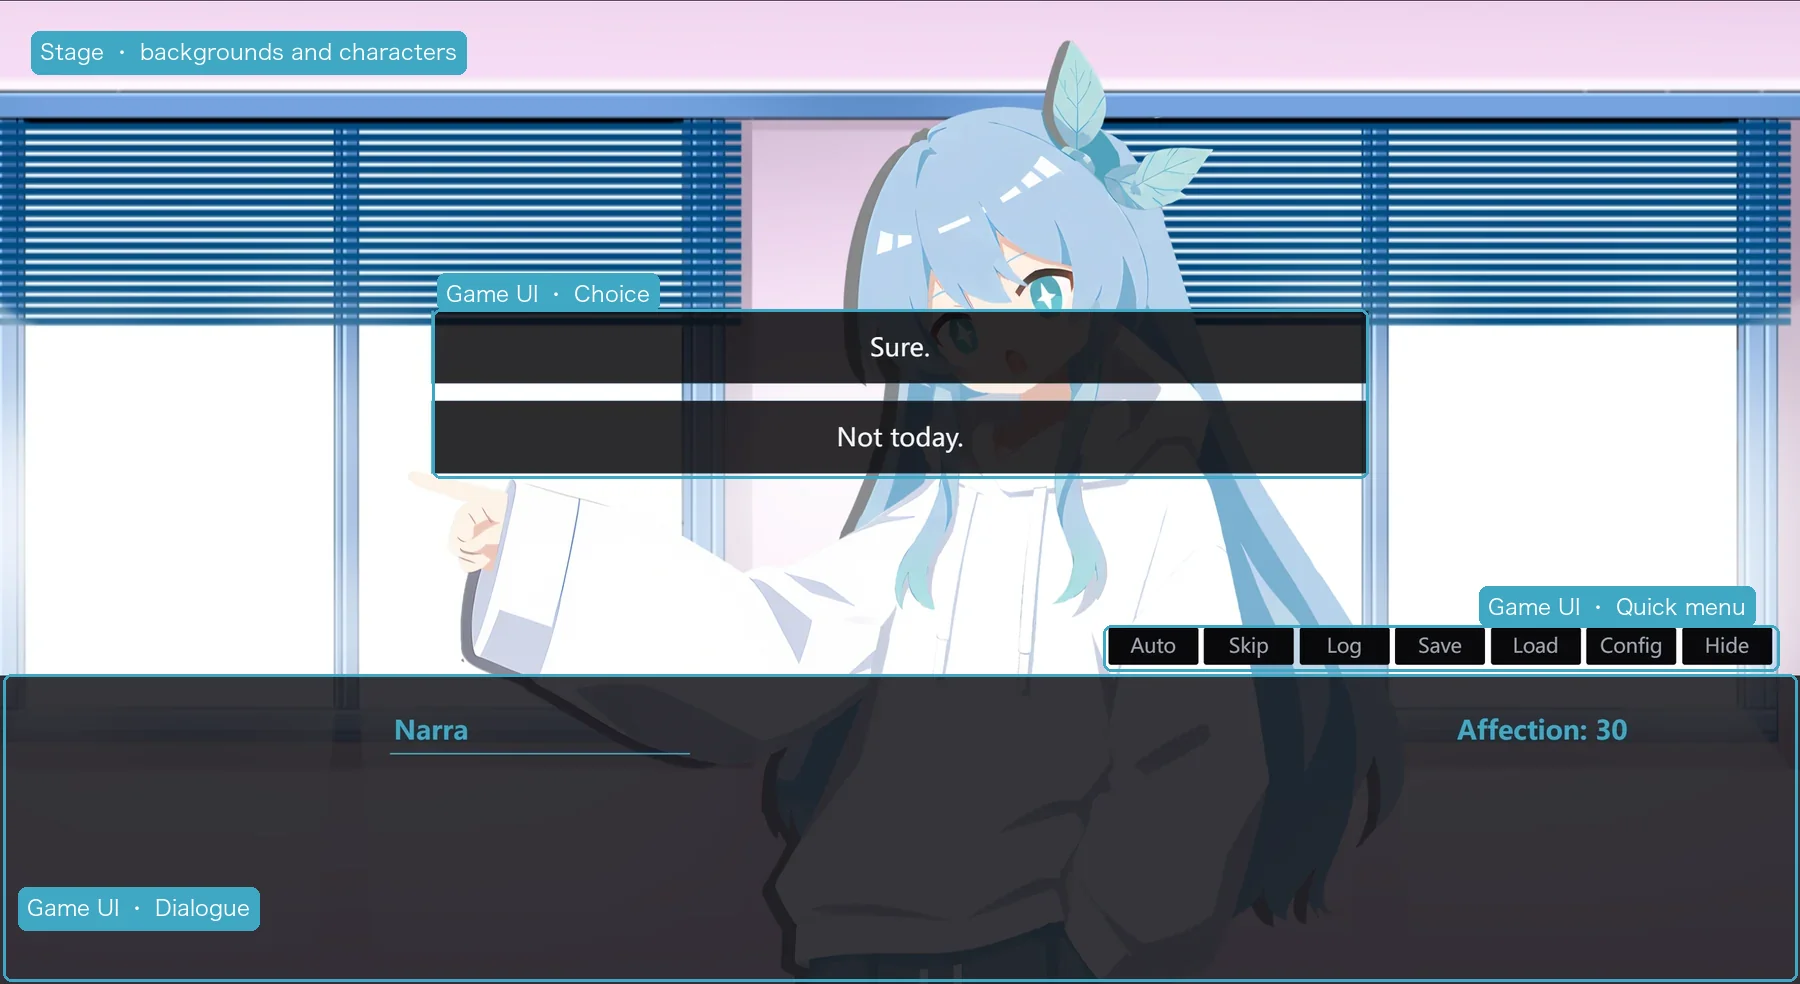 Stage · backgrounds and characters
Game UI · Choice
Sure.
Not today.
Game UI · Quick menu
Auto Skip Log Save Load Config Hide
Narra
Affection: 30
Game UI · Dialogue